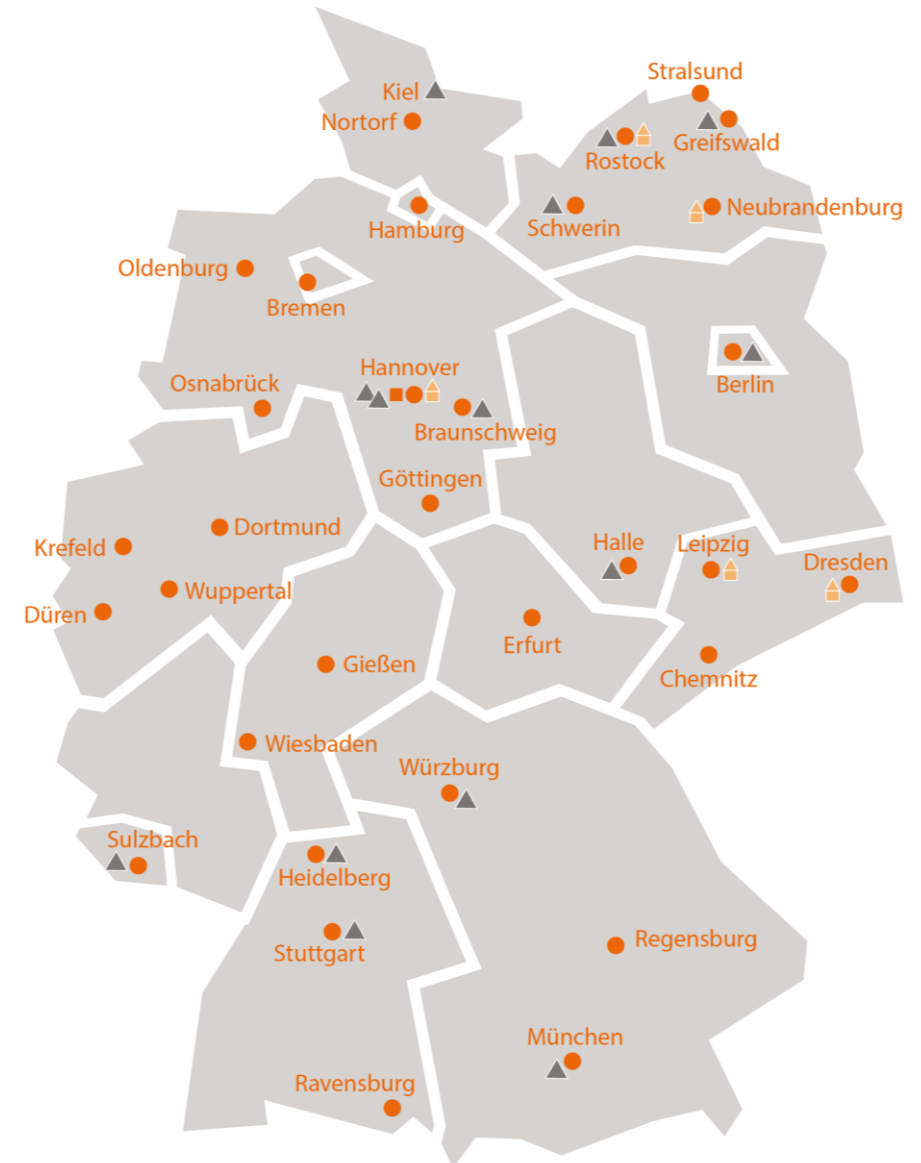 Stralsund
Kiel
Nortorf
Greifswald
Rostock
Hamburg
Schwerin
Neubrandenburg
Oldenburg
Bremen
Hannover
Berlin
Osnabrück
Braunschweig
Göttingen
Dortmund
Krefeld
Halle
Leipzig
Dresden
Wuppertal
Düren
Erfurt
Gießen
Chemnitz
Wiesbaden
Würzburg
Sulzbach
Heidelberg
Regensburg
Stuttgart
München
Ravensburg